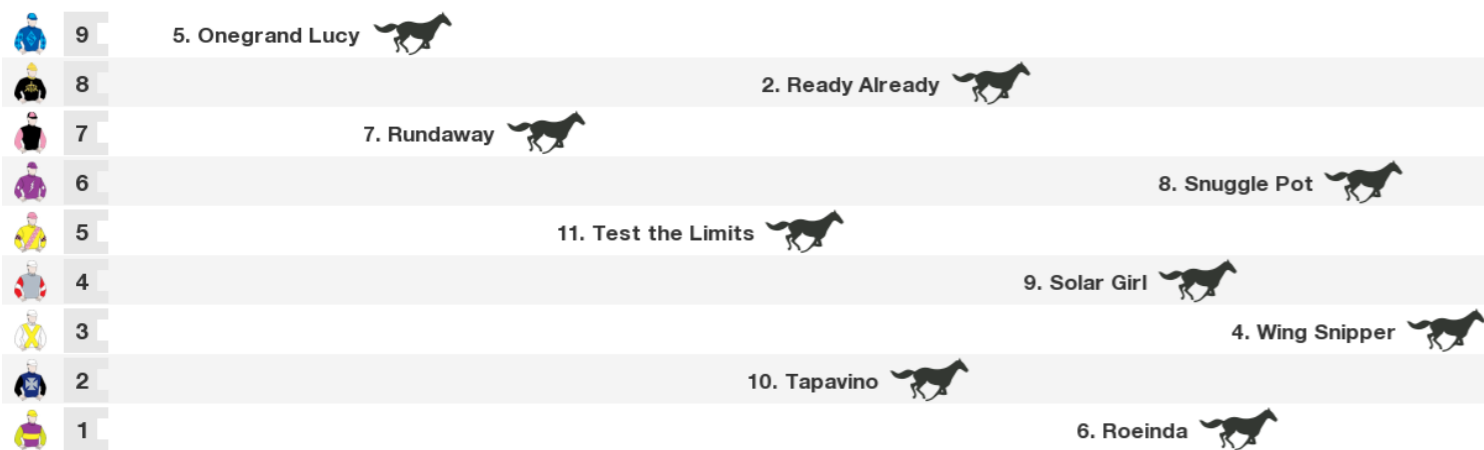 9 5. Onegrand Lucy
8 2. Ready Already
7 7. Rundaway
6 8. Snuggle Pot
5 11. Test the Limits
4 9. Solar Girl
3 4. Wing Snipper
2 10. Tapavino
1 6. Roeinda